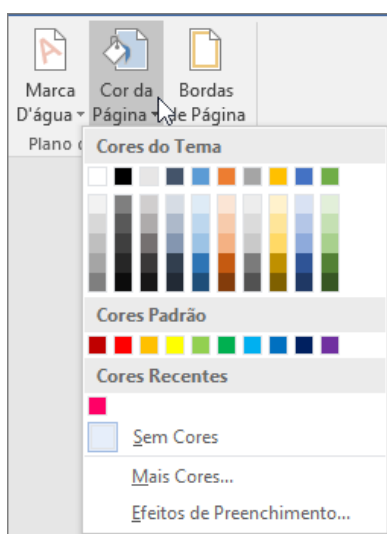 Marca Cor da Bordas
D'água Página de Página
Plano
Cores do Tema
Cores Padrão
Cores Recentes
Sem Cores
Mais Cores...
Efeitos de Preenchimento...